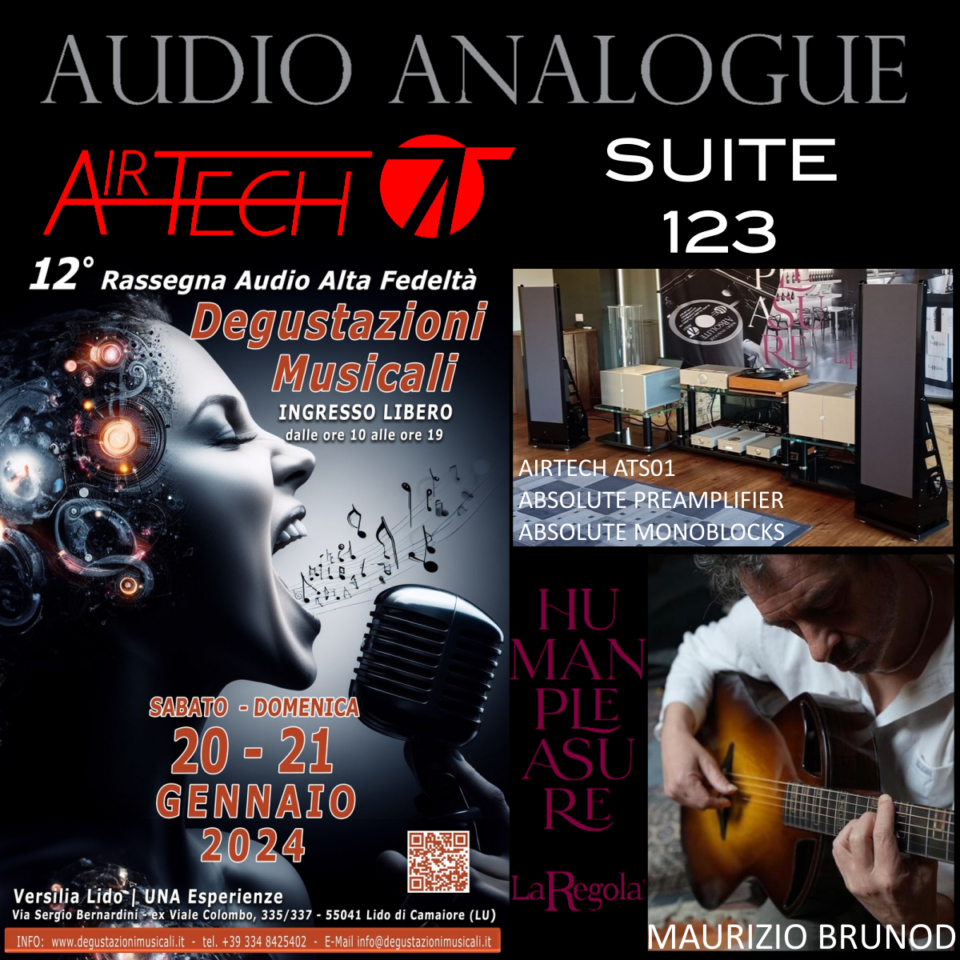 AUDIO ANALOGUE
AIRTECH
SUITE
123
12° Rassegna Audio Alta Fedeltà
Degustazioni
Musicali
INGRESSO LIBERO
dalle ore 10 alle ore 19
SABATO - DOMENICA
20 - 21
GENNAIO
2024
Versilia Lido | UNA Esperienze
Via Sergio Bernardini - ex Viale Colombo, 335/337 - 55041 Lido di Camaiore (LU)
INFO: www.degustazionimusicali.it - tel. +39 334 8425402 - E-Mail info@degustazionimusicali.it
AIRTECH ATS01
ABSOLUTE PREAMPLIFIER
ABSOLUTE MONOBLOCKS
HU
MAN
PLE
ASU
RE
LaRegola
MAURIZIO BRUNOD